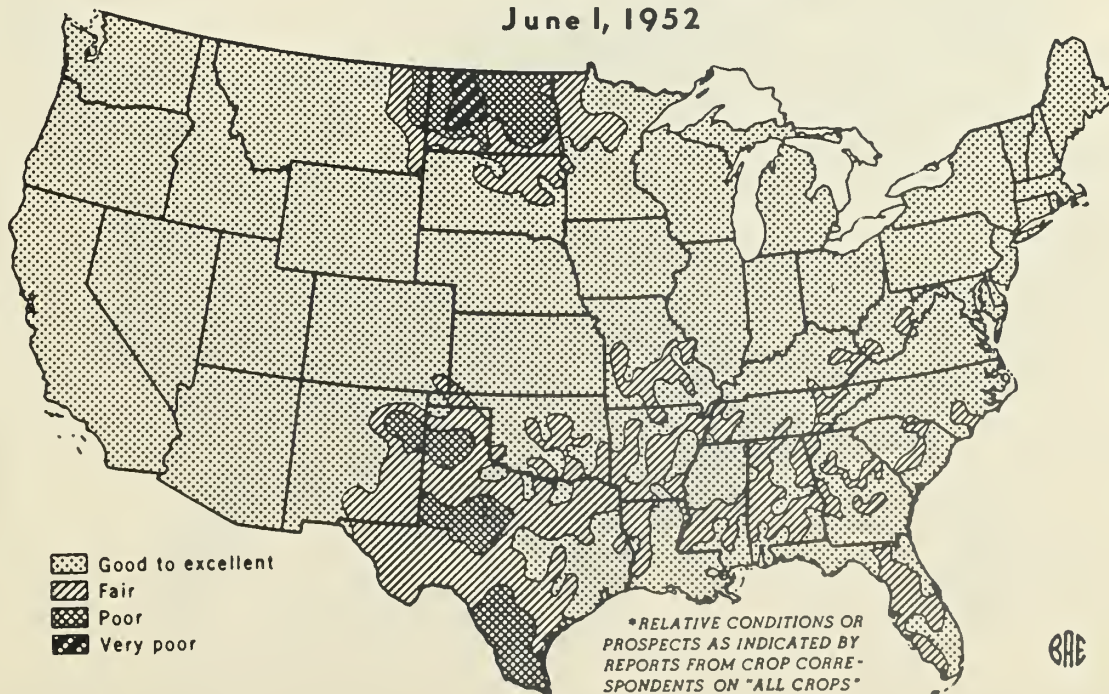 June 1, 1952
Good to excellent
Fair
Poor
Very poor
*RELATIVE CONDITIONS OR
PROSPECTS AS INDICATED BY
REPORTS FROM CROP CORRE-
SPONDENTS ON "ALL CROPS"
BAE